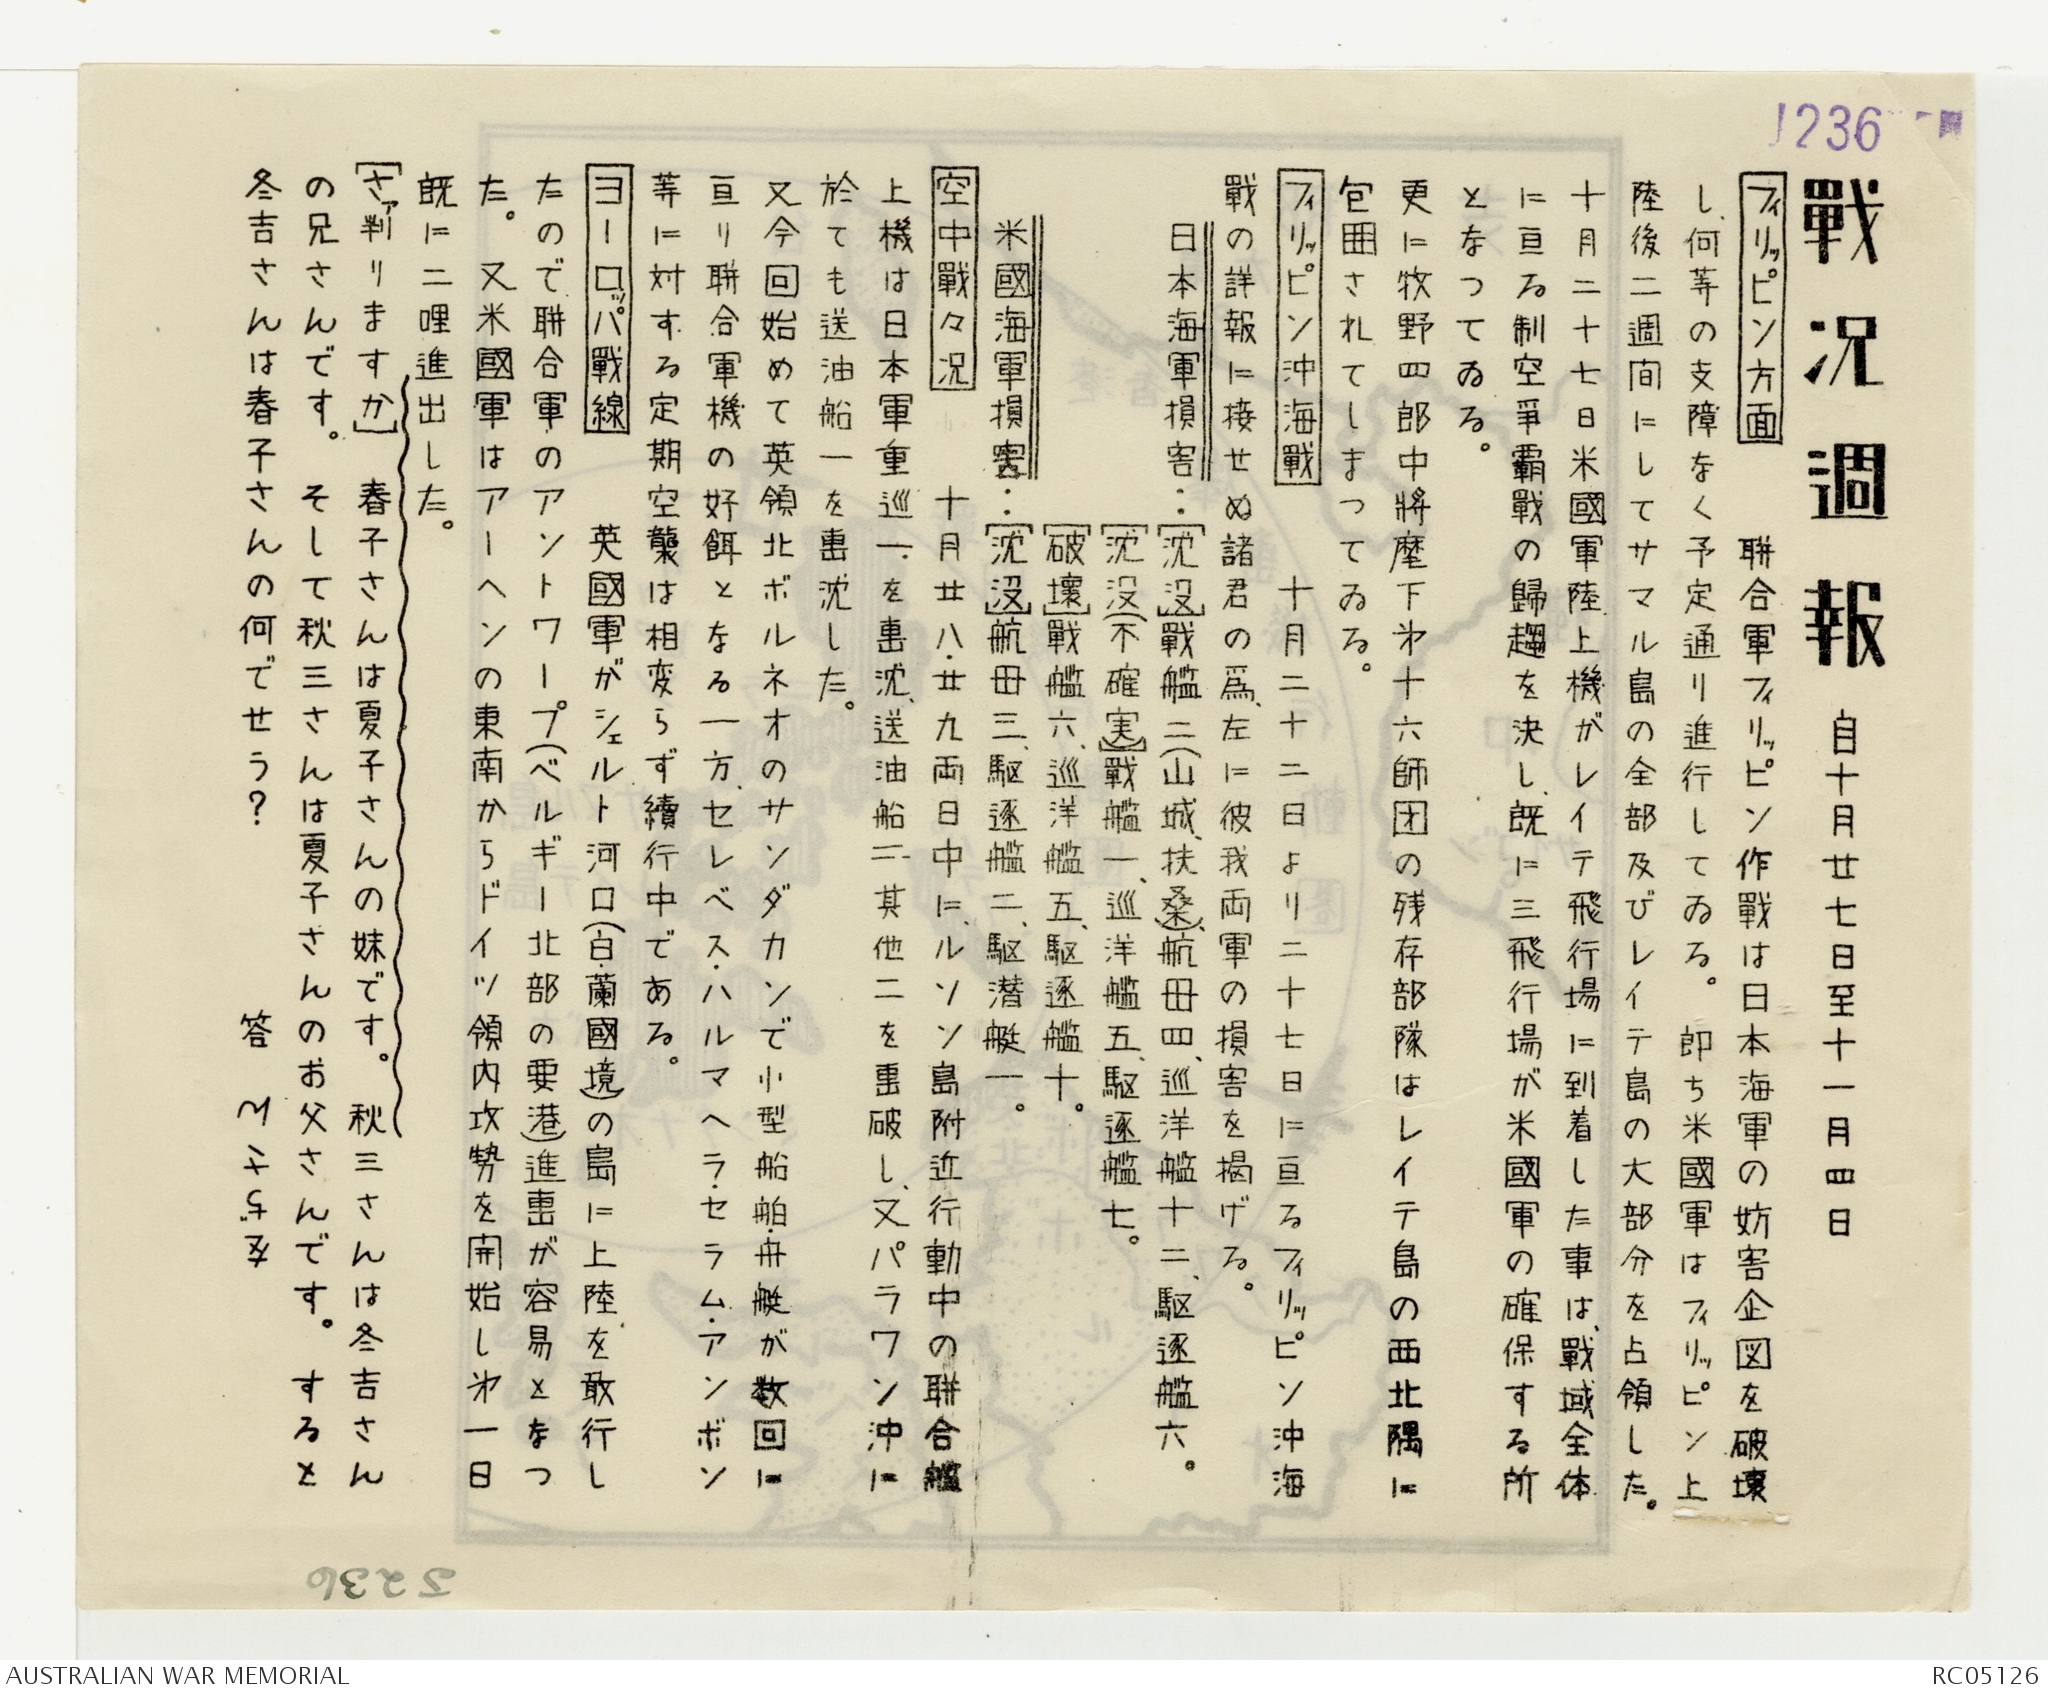 1236
戰況週報 自十月廿七日至十一月四日
フィリッピン方面 聯合軍フィリッピン作戰は日本海軍の妨害企図を破壊
し、何等の支障なく予定通り進行してゐる。即ち米國軍はフィリッピン上
陸後二週间にしてサマル島の全部及びレイテ島の大部分を占領した。
十月二十七日米國軍陸上機がレイテ飛行場に到着した事は、戰域全体
に亘る制空爭覇戰の歸趨を決し、既に三飛行場が米國軍の確保する所
となつてゐる。
更に牧野四郎中將麾下㐧十六師団の残存部隊はレイテ島の西北隅に
包囲されてしまつてゐる。
フィリッピン沖海戰 十月二十二日より二十七日に亘るフィリッピン沖海
戰の詳報に接せぬ諸君の爲、左に彼我両軍の損害を掲げる。
日本海軍損害：［沈没］戰艦二（山城、扶桑）、航母四、巡洋艦十二、駆逐艦六。
［沈没（不確実）］戰艦一、巡洋艦五、駆逐艦七。
［破壊］戰艦六、巡洋艦五、駆逐艦十。
米國海軍損害：［沈没］航母三、駆逐艦二、駆潜艇一。
空中戰々況 十月廿八・廿九両日中に、ルソン島附近行動中の聯合艦
上機は日本軍重巡一、を轟沈、送油船二、其他二を轟破し、又パラワン沖に
於ても送油船一を轟沈した。
又今回始めて英領北ボルネオのサンダカンで小型船舶・舟艇が数回に
亘り聯合軍機の好餌となる一方、セレベス・ハルマヘラ・セラム・アンボン
等に対する定期空襲は相変らず續行中である。
ヨーロッパ戰線 英國軍がシェルト河口（白・蘭國境）の島に上陸を敢行し
たので聯合軍のアントワープ（ベルギー北部の要港）進轟が容易となつ
た。又米國軍はアーヘンの東南からドイツ領内攻勢を開始し㐧一日
既に二哩進出した。
［さァ判りますか］ 春子さんは夏子さんの妹です。秋三さんは冬吉さん
の兄さんです。そして秋三さんは夏子さんのお父さんです。すると
冬吉さんは春子さんの何でせう？ 答
J236
AUSTRALIAN WAR MEMORIAL
RC05126